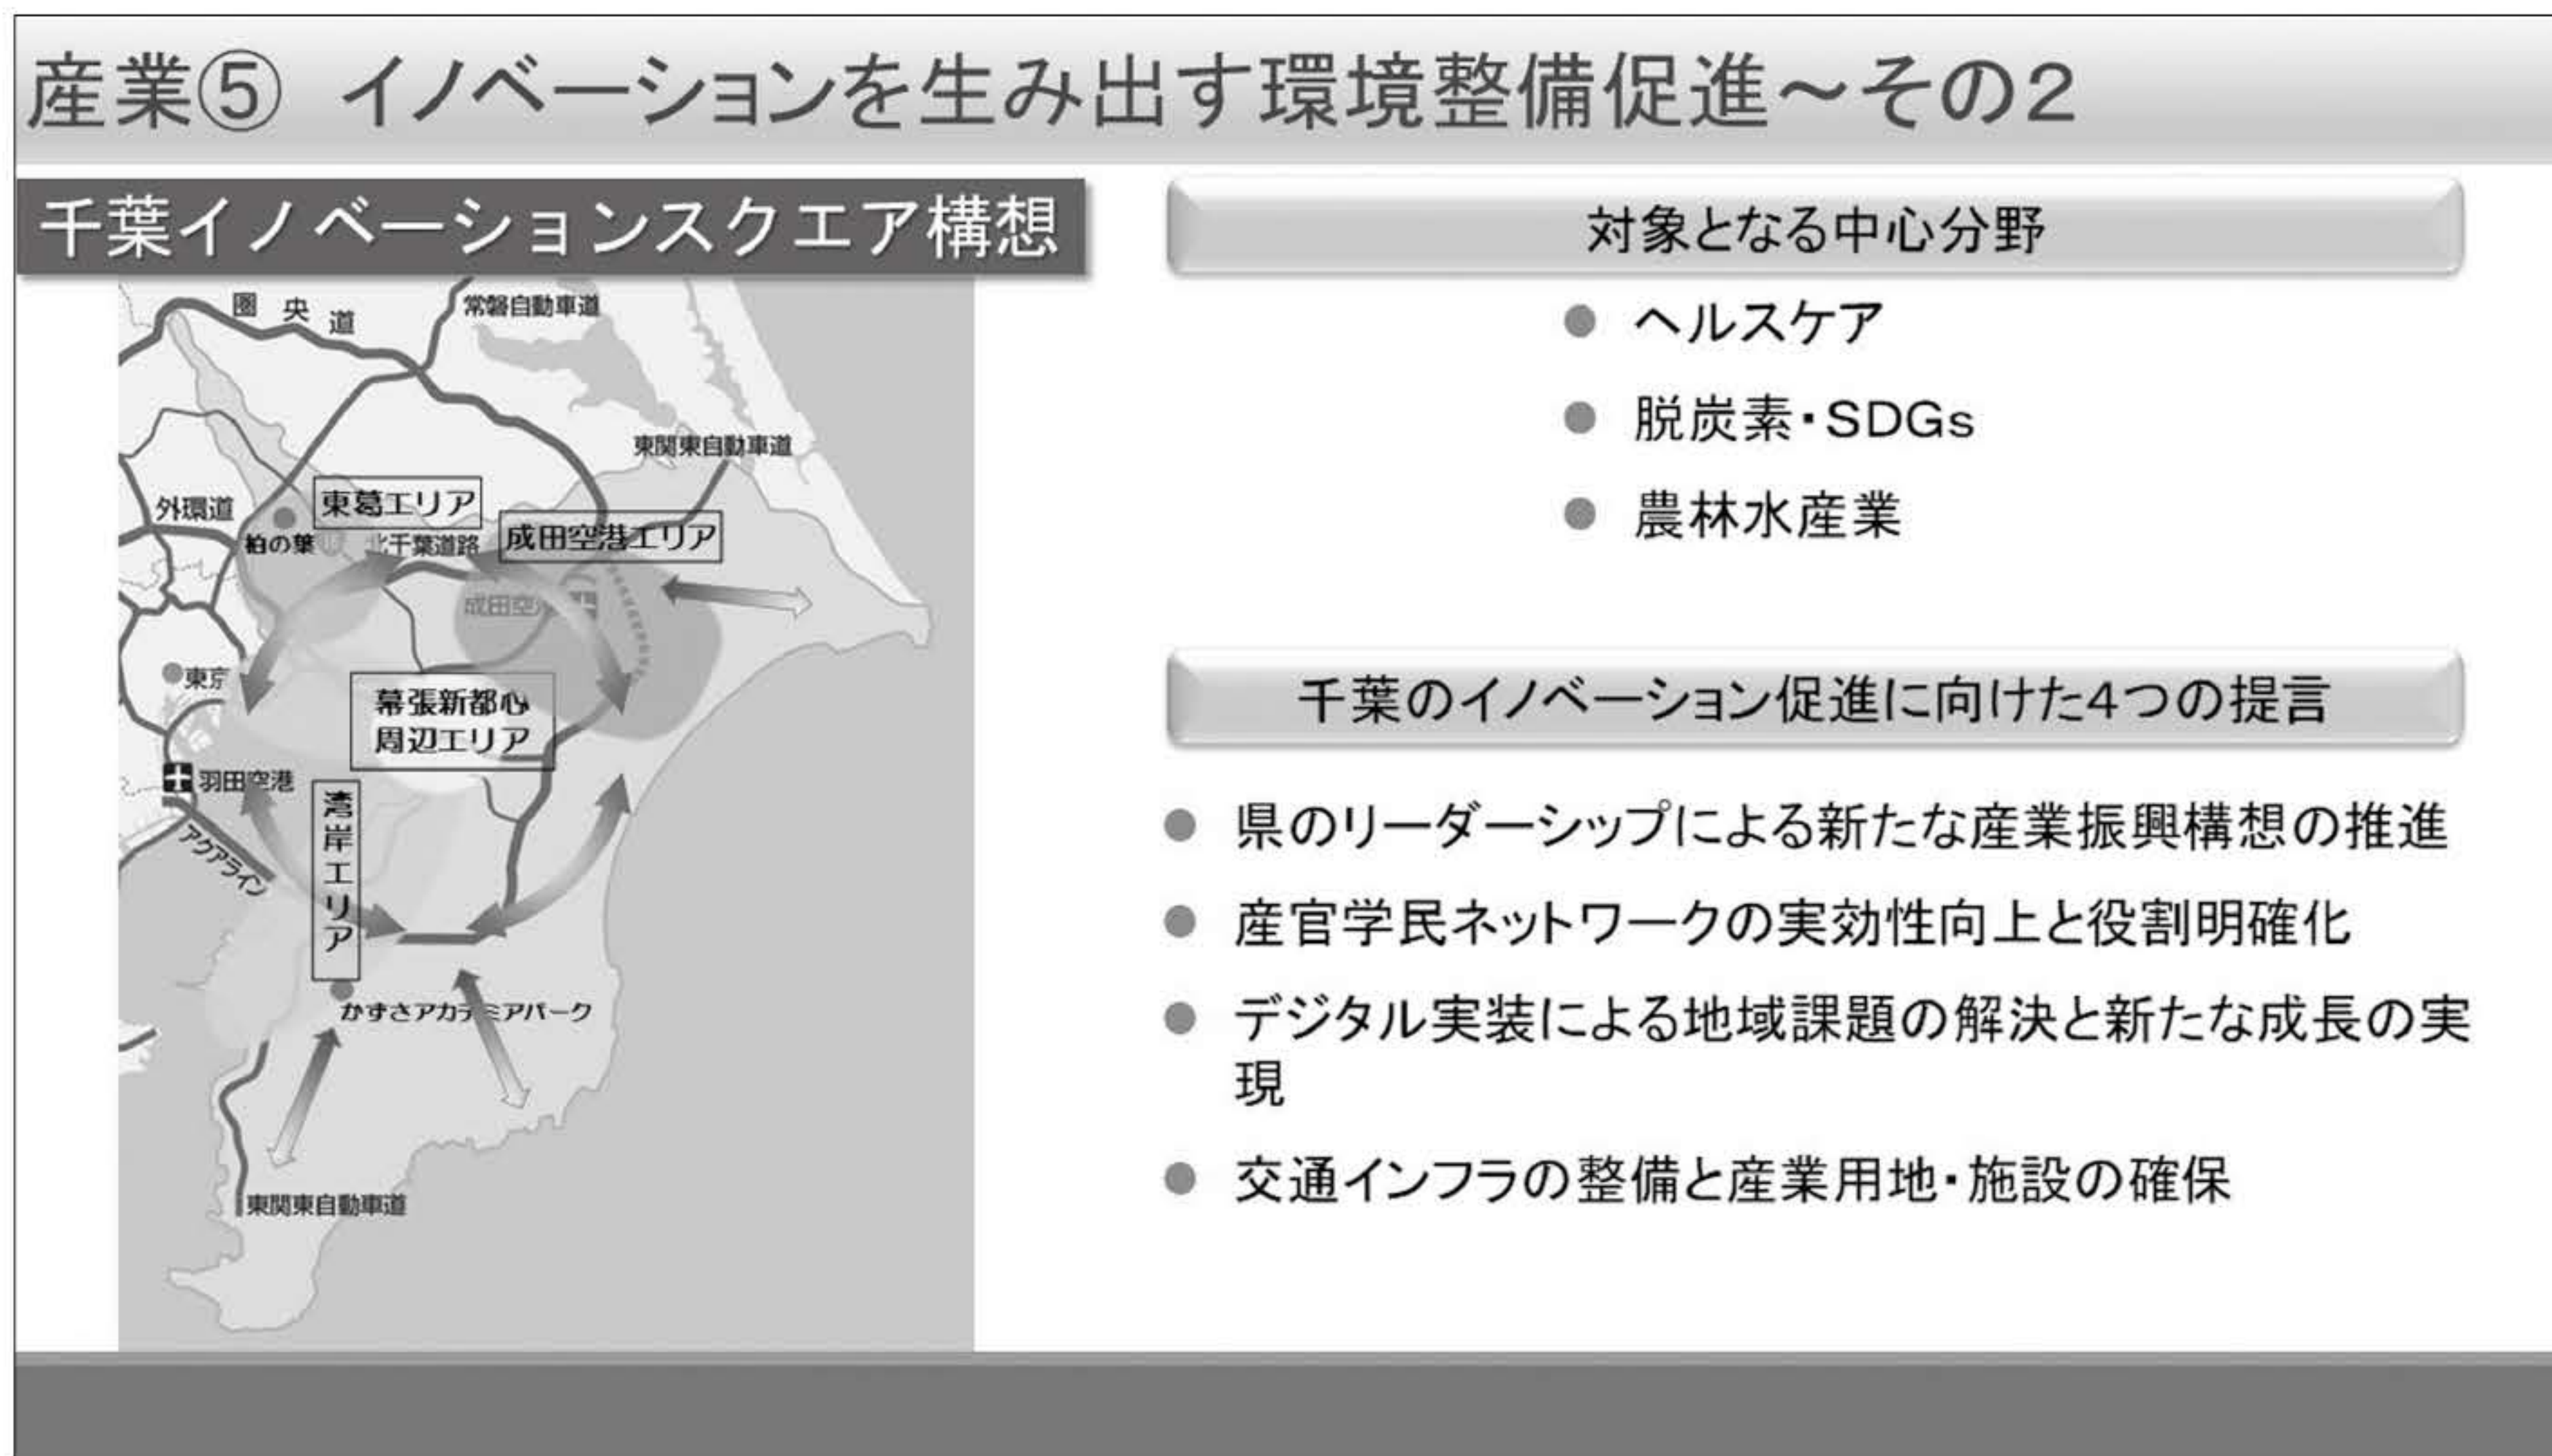 産業⑤　イノベーションを生み出す環境整備促進～その2
千葉イノベーションスクエア構想
圏央道
常磐自動車道
東関東自動車道
外環道
東葛エリア
柏の葉
北千葉道路
成田空港エリア
成田空
東京
幕張新都心
周辺エリア
羽田空港
アクアライン
湾岸エリア
かずさアカデミアパーク
東関東自動車道
対象となる中心分野
● ヘルスケア
● 脱炭素・SDGs
● 農林水産業
千葉のイノベーション促進に向けた4つの提言
● 県のリーダーシップによる新たな産業振興構想の推進
● 産官学民ネットワークの実効性向上と役割明確化
● デジタル実装による地域課題の解決と新たな成長の実
現
● 交通インフラの整備と産業用地・施設の確保